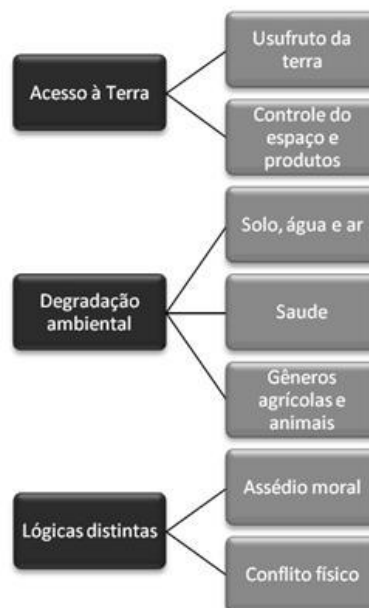 Acesso à Terra
Usufruto da
terra
Controle do
espaço e
produtos
Degradação
ambiental
Solo, água e ar
Saude
Gêneros
agrícolas e
animais
Lógicas distintas
Assédio moral
Conflito físico